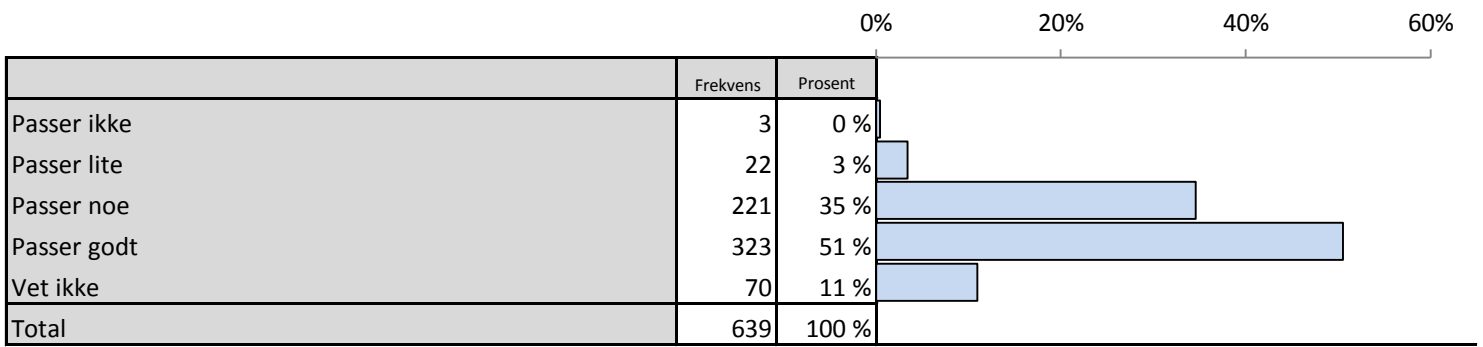 0% 20% 40% 60%
Frekvens Prosent
Passer ikke 3 0 %
Passer lite 22 3 %
Passer noe 221 35 %
Passer godt 323 51 %
Vet ikke 70 11 %
Total 639 100 %